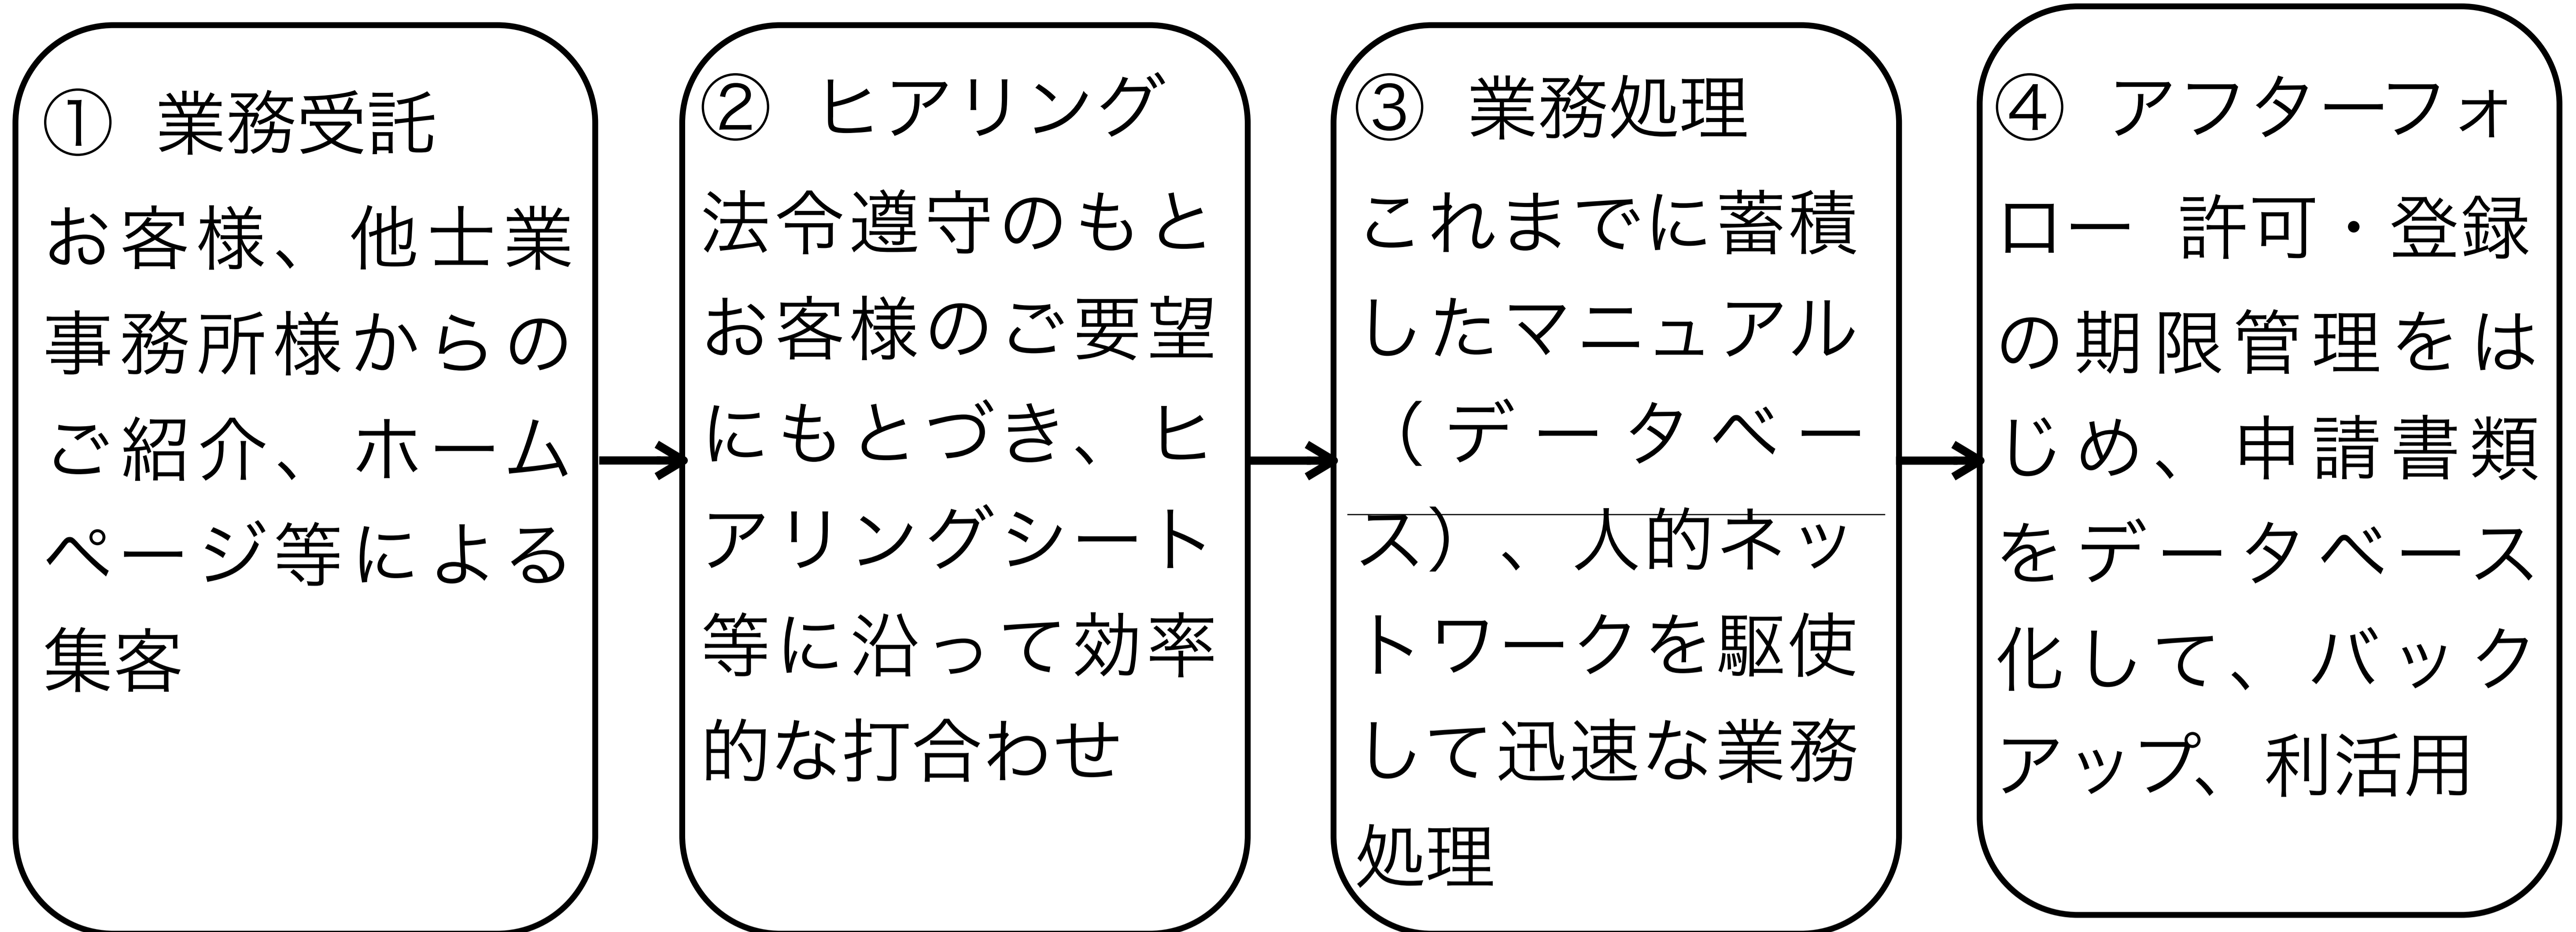 ① 業務受託
お客様、他士業
事務所様からの
ご紹介、ホーム
ページ等による
集客
② ヒアリング
法令遵守のもと
お客様のご要望
にもとづき、ヒ
アリングシート
等に沿って効率
的な打合わせ
③ 業務処理
これまでに蓄積
したマニュアル
（データベー
ス）、人的ネッ
トワークを駆使
して迅速な業務
処理
④ アフターフォ
ロー 許可・登録
の期限管理をは
じめ、申請書類
をデータベース
化して、バック
アップ、利活用